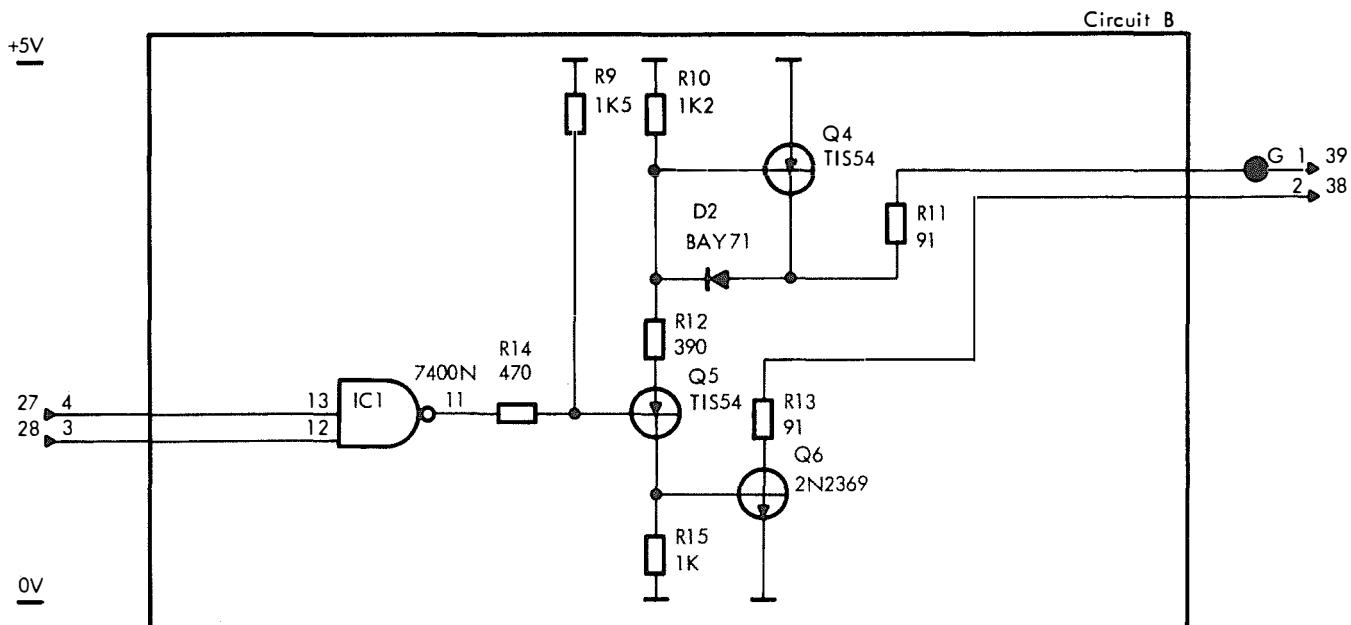 Circuit B
+5V
R9
1K5
R10
1K2
Q4
TIS54
G 1 39
2 38
D2
BAY71
R11
91
R12
390
R14
470
7400N
Q5
TIS54
27 4 13 IC1 11
28 3 12
R13
91
Q6
2N2369
R15
1K
0V